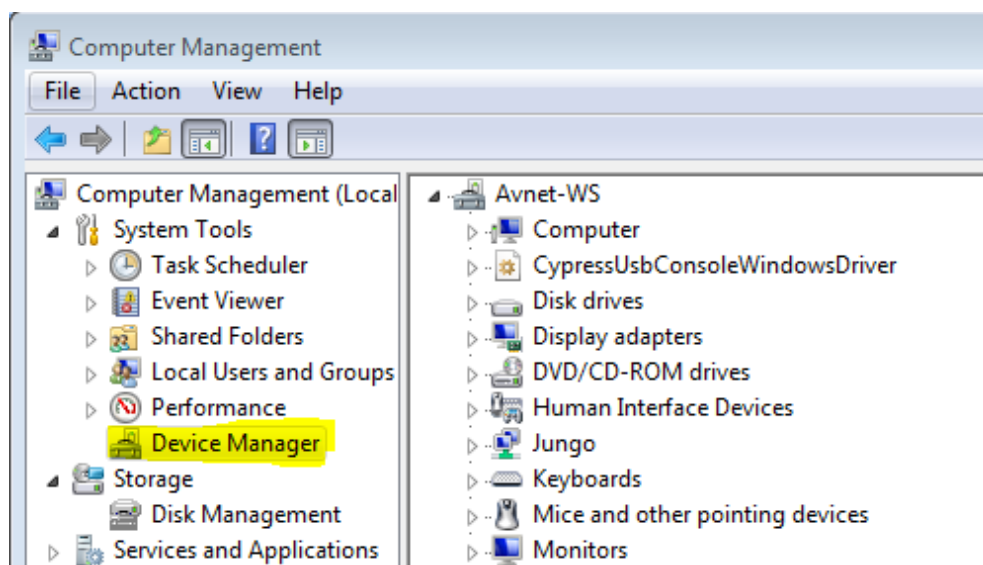 Computer Management
File Action View Help
Computer Management (Local
System Tools
Task Scheduler
Event Viewer
Shared Folders
Local Users and Groups
Performance
Device Manager
Storage
Disk Management
Services and Applications
Avnet-WS
Computer
CypressUsbConsoleWindowsDriver
Disk drives
Display adapters
DVD/CD-ROM drives
Human Interface Devices
Jungo
Keyboards
Mice and other pointing devices
Monitors